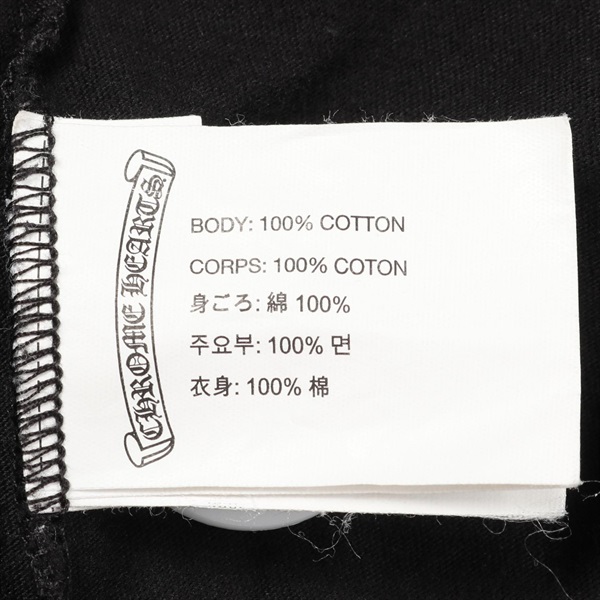 CHROME HEARTS
BODY: 100% COTTON
CORPS: 100% COTON
身ごろ: 綿 100%
주요부: 100% 면
衣身: 100% 棉